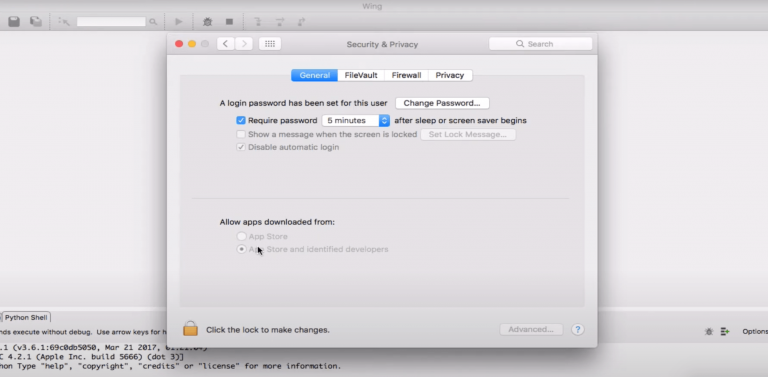 Wing
Security & Privacy
Search
General FileVault Firewall Privacy
A login password has been set for this user Change Password...
Require password 5 minutes after sleep or screen saver begins
Show a message when the screen is locked Set Lock Message...
Disable automatic login
Allow apps downloaded from:
App Store
App Store and identified developers
Click the lock to make changes. Advanced... ?
Python Shell
nds execute without debug. Use arrow keys for h Options
.1 (v3.6.1:69c0db5050, Mar 21 2017,
C 4.2.1 (Apple Inc. build 5666) (dot 3)]
hon Type "help", "copyright", "credits" or "license" for more information.